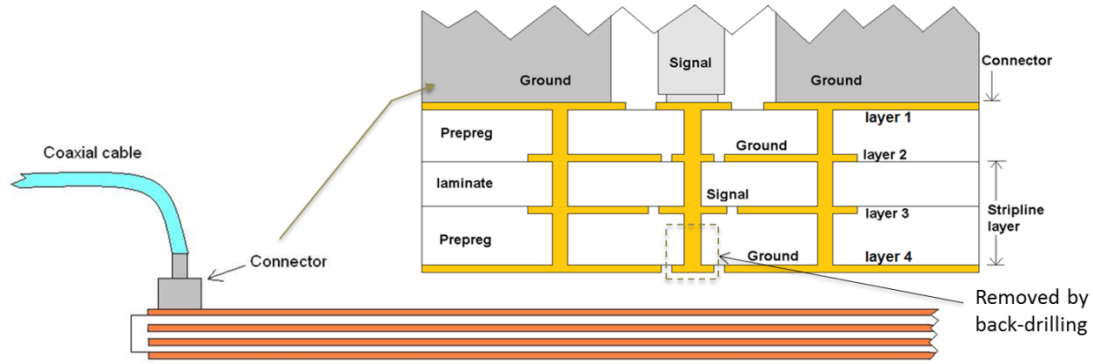 Coaxial cable
Connector
Ground
Signal
Ground
Connector
layer 1
Prepreg
Ground
layer 2
laminate
Signal
layer 3
Stripline
layer
Prepreg
Ground
layer 4
Removed by
back-drilling